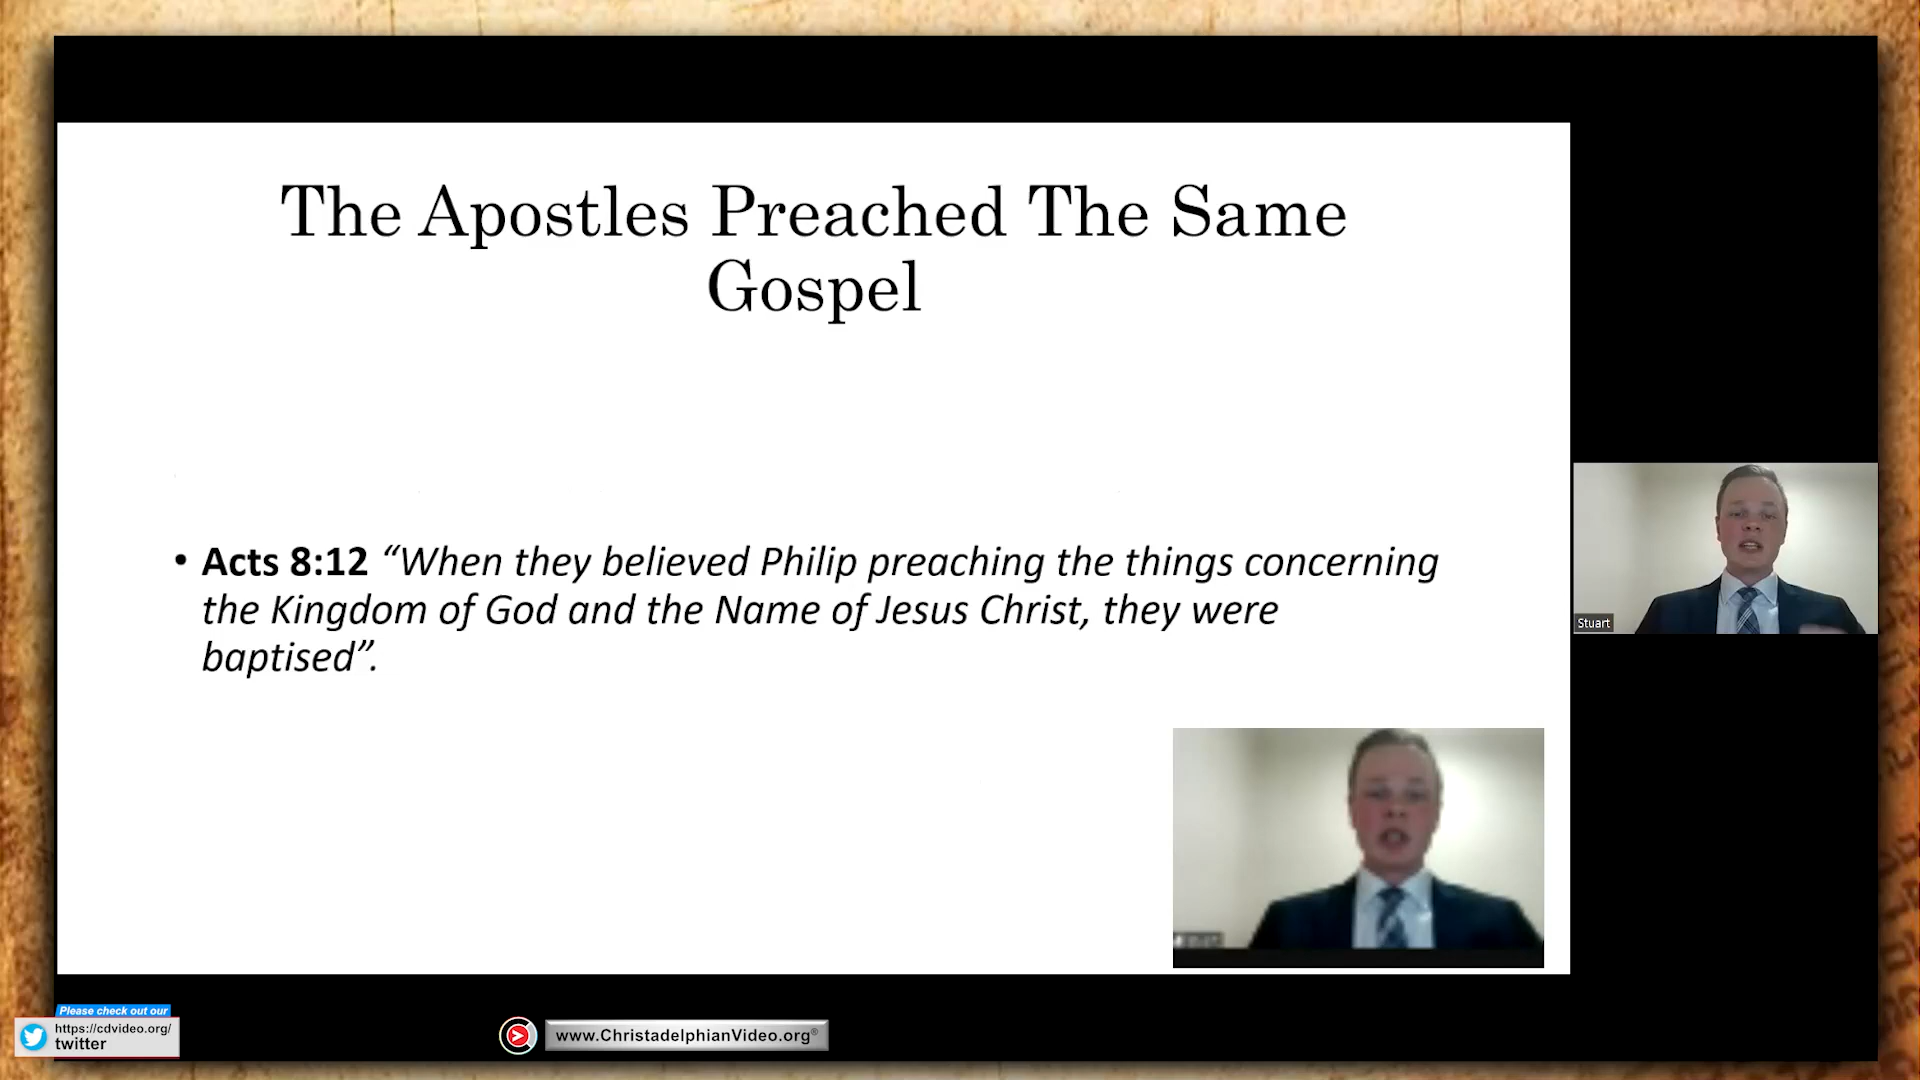 The Apostles Preached The Same
Gospel
• Acts 8:12 “When they believed Philip preaching the things concerning
the Kingdom of God and the Name of Jesus Christ, they were
baptised”.
Stuart
Please check out our
https://cdvideo.org/
twitter
www.ChristadelphianVideo.org®